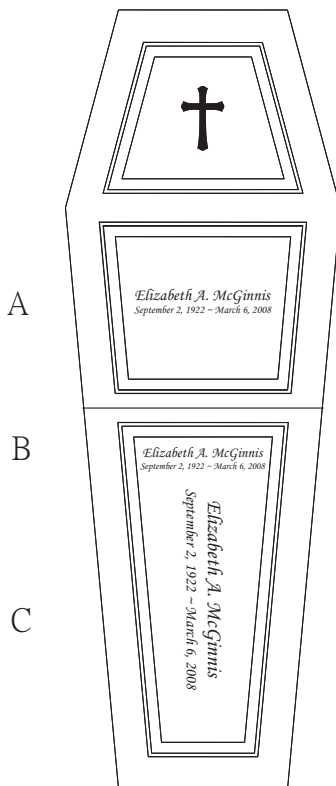 A
Elizabeth A. McGinnis
September 2, 1922 ~ March 6, 2008
B
Elizabeth A. McGinnis
September 2, 1922 ~ March 6, 2008
C
Elizabeth A. McGinnis
September 2, 1922 ~ March 6, 2008